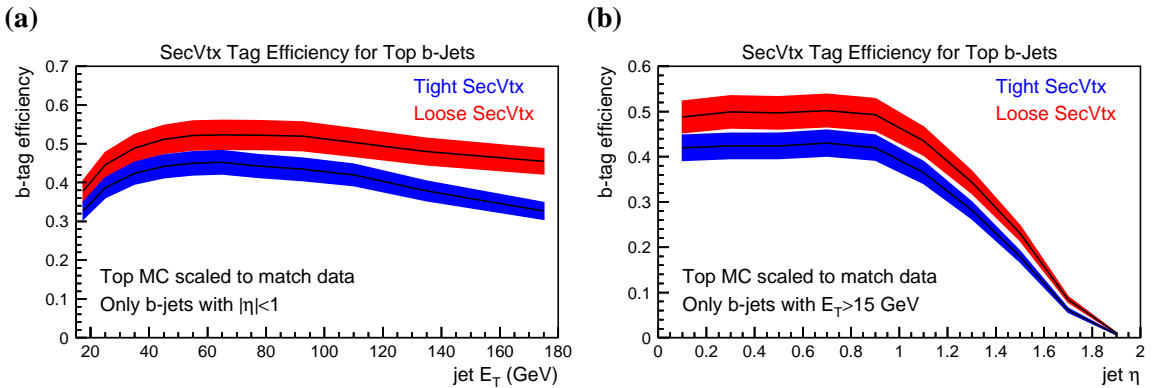 (a)
SecVtx Tag Efficiency for Top b-Jets
b-tag efficiency
0.7
0.6
0.5
0.4
0.3
0.2
0.1
0
Tight SecVtx
Loose SecVtx
Top MC scaled to match data
Only b-jets with |η|<1
20 40 60 80 100 120 140 160 180
jet E_T (GeV)
(b)
SecVtx Tag Efficiency for Top b-Jets
b-tag efficiency
0.6
0.5
0.4
0.3
0.2
0.1
0
Tight SecVtx
Loose SecVtx
Top MC scaled to match data
Only b-jets with E_T>15 GeV
0 0.2 0.4 0.6 0.8 1 1.2 1.4 1.6 1.8 2
jet η